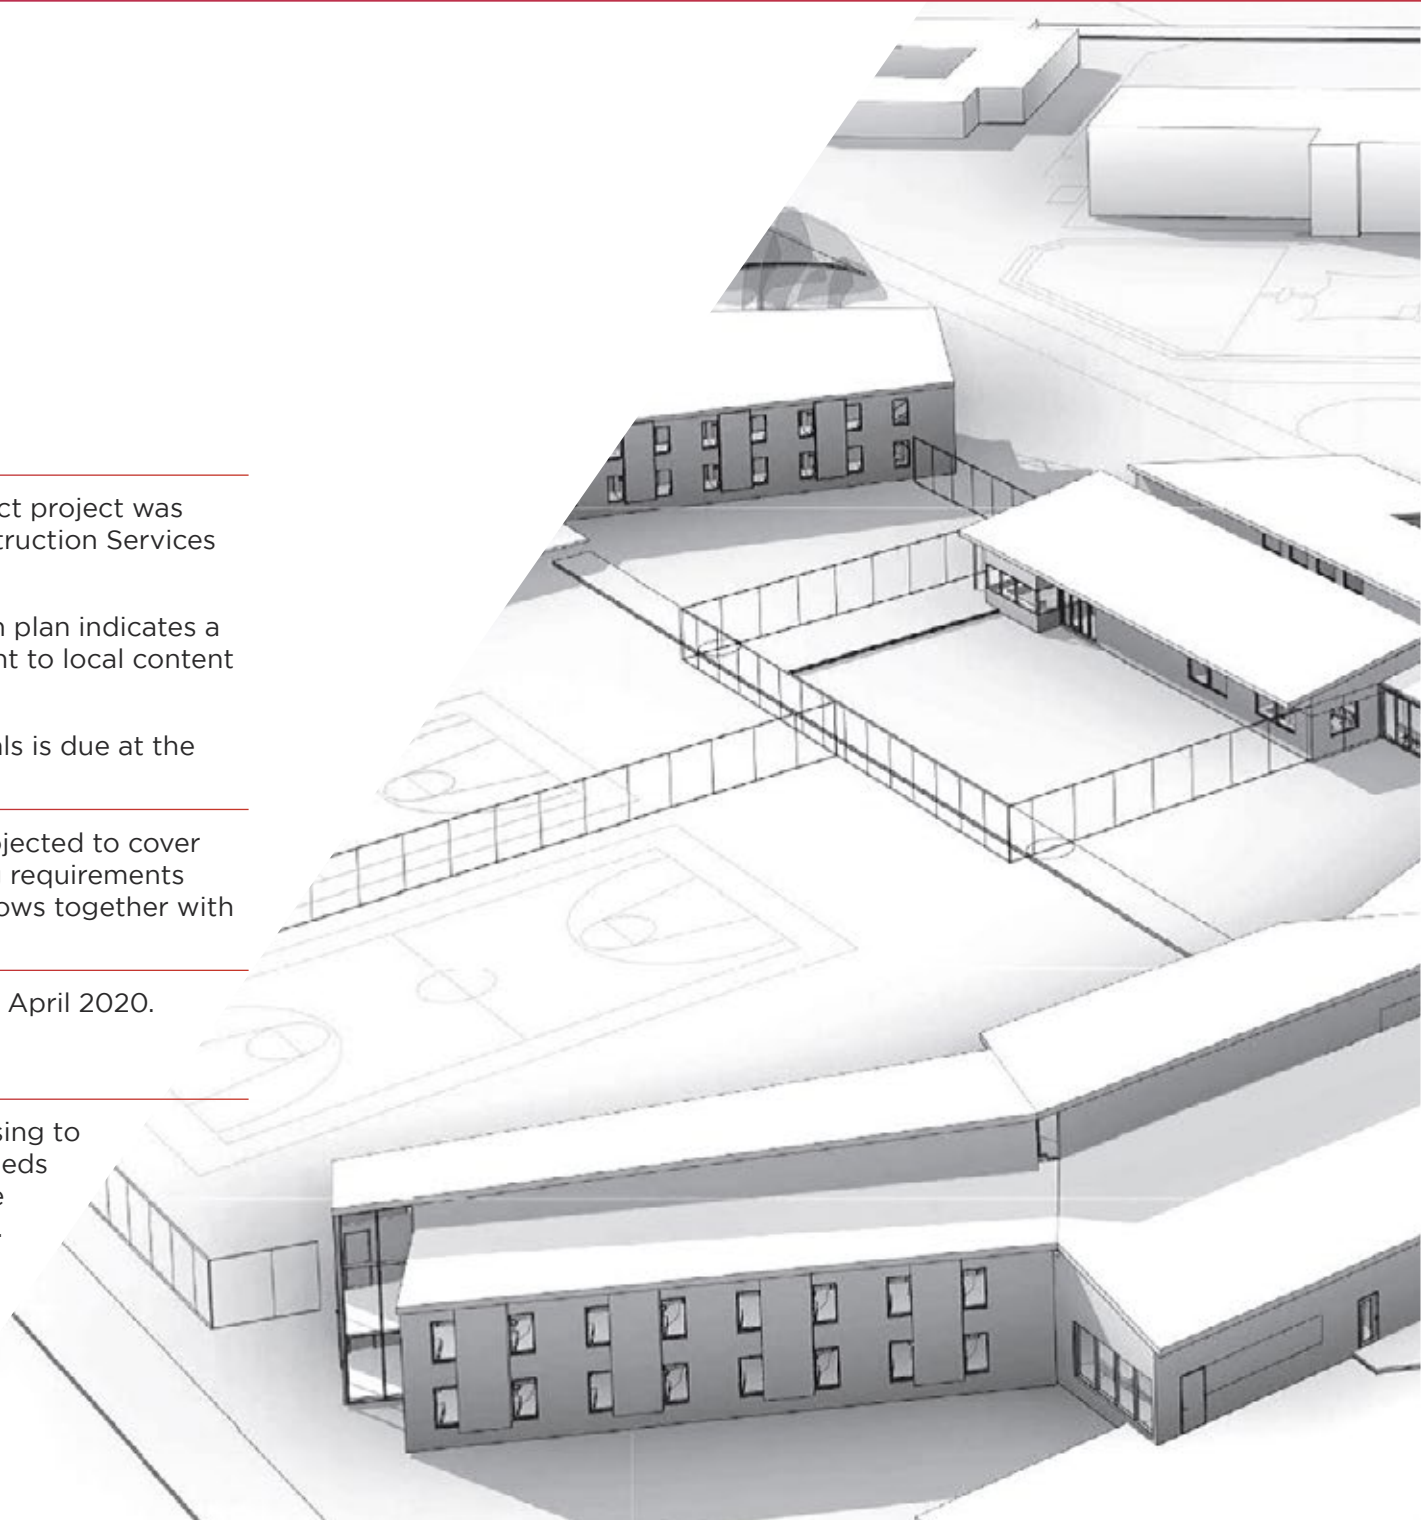 ct project was
truction Services
n plan indicates a
nt to local content
als is due at the
jected to cover
requirements
ows together with
April 2020.
sing to
eds
e
.